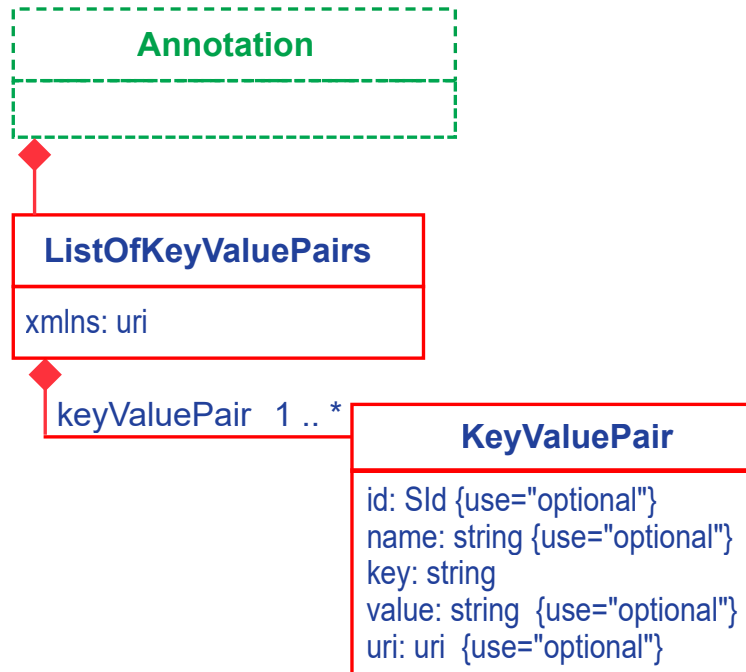 Annotation
ListOfKeyValuePairs
xmlns: uri
keyValuePair 1 .. *
KeyValuePair
id: SId {use="optional"}
name: string {use="optional"}
key: string
value: string {use="optional"}
uri: uri {use="optional"}